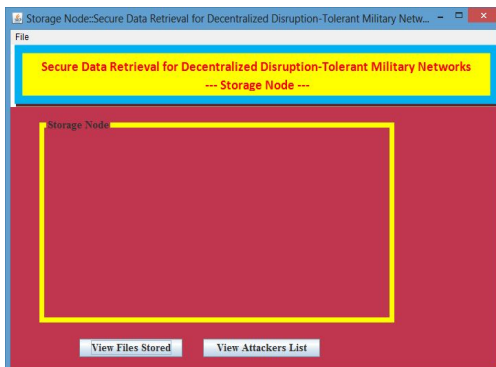 Storage Node::Secure Data Retrieval for Decentralized Disruption-Tolerant Military Netw...
File
Secure Data Retrieval for Decentralized Disruption-Tolerant Military Networks
--- Storage Node ---
Storage Node
View Files Stored
View Attackers List